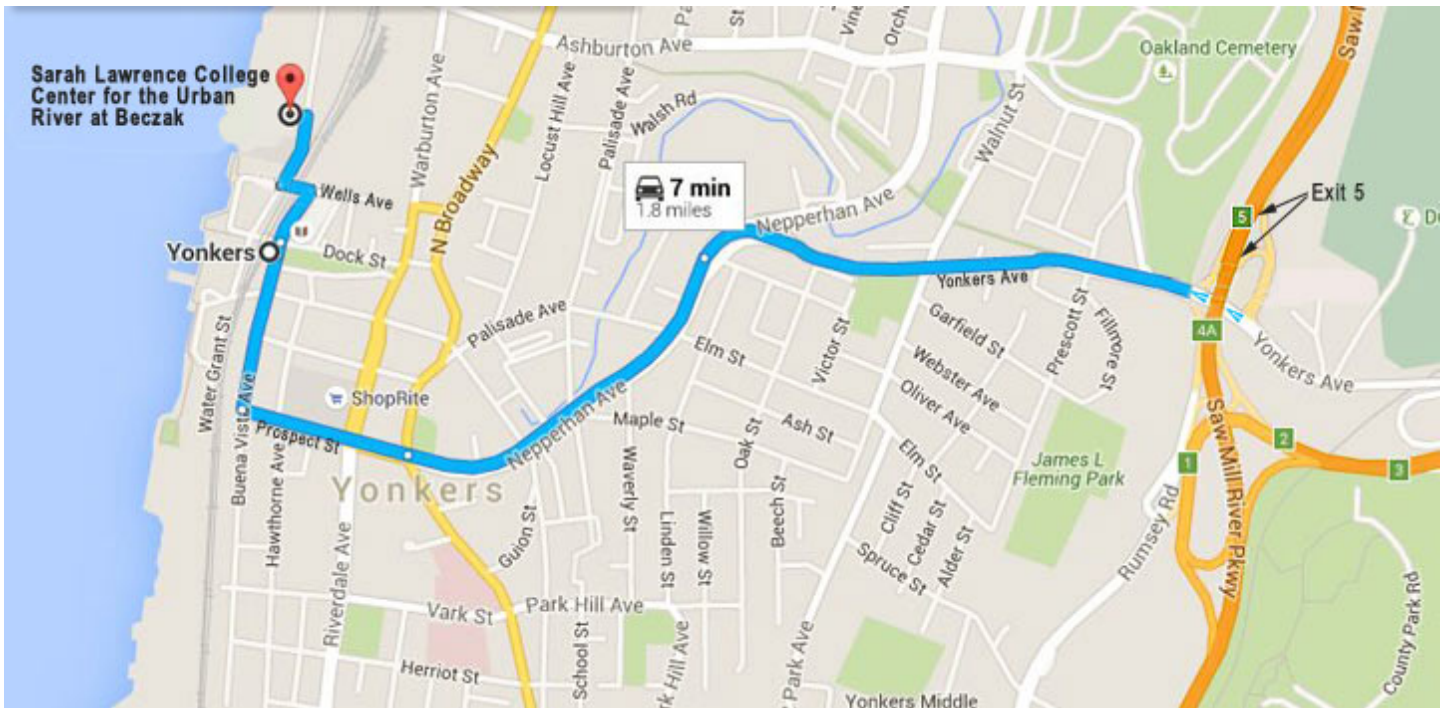 Ashburton Ave
St
Vine
Orch
Saw M
Oakland Cemetery
Sarah Lawrence College
Center for the Urban
River at Beczak
Warburton Ave
N Broadway
Locust Hill Ave
Palisade Ave
Walsh Rd
Walnut St
7 min
1.8 miles
Nepperhan Ave
Exit 5
5
Wells Ave
Yonkers
Dock St
Yonkers Ave
Palisade Ave
Elm St
Victor St
Garfield St
Prescott St
Fillmore St
4A
Yonkers Ave
Water Grant St
Webster Ave
Oliver Ave
ShopRite
Buena Vista Ave
Prospect St
Nepperhan Ave
Maple St
Ash St
Oak St
Elm St
Hawthorne Ave
Yonkers
Waverly St
Beech St
Cliff St
Cedar St
Alder St
James L
Fleming Park
1
2
3
Saw Mill River Pkwy
Rumsey Rd
Guion St
Linden St
Willow St
Spruce St
Riverdale Ave
Vark St
Park Hill Ave
School St
Herriot St
rk Hill Ave
Park Ave
County Park Rd
Yonkers Middle